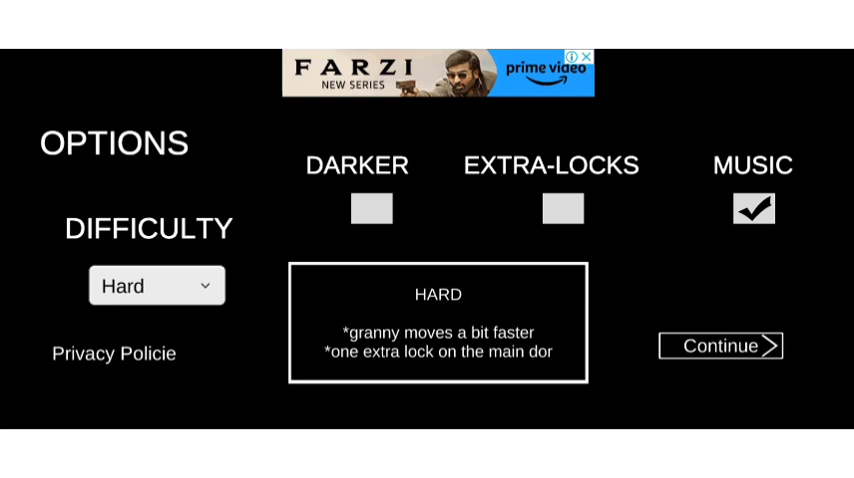 FARZI
NEW SERIES
prime video
OPTIONS
DARKER
EXTRA-LOCKS
MUSIC
DIFFICULTY
Hard
HARD
*granny moves a bit faster
*one extra lock on the main dor
Privacy Policie
Continue